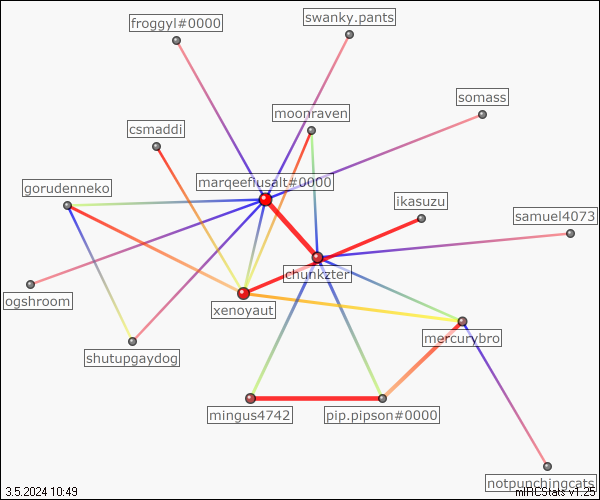 froggyl#0000
swanky.pants
moonraven
somass
csmaddi
marqeefiusalt#0000
gorudenneko
ikasuzu
samuel4073
chunkzter
ogshroom
xenoyaut
mercurybro
shutupgaydog
mingus4742
pip.pipson#0000
notpunchingcats
3.5.2024 10:49
mIRCStats v1.25